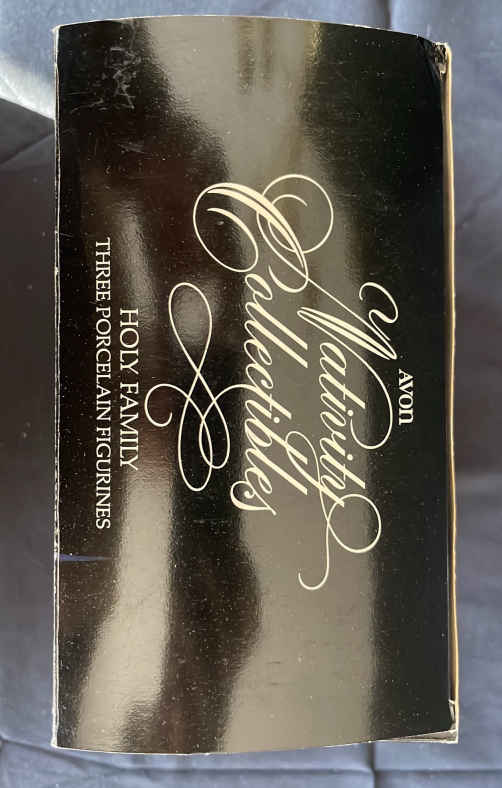 Avon
Nativity
Collectibles
HOLY FAMILY
THREE PORCELAIN FIGURINES